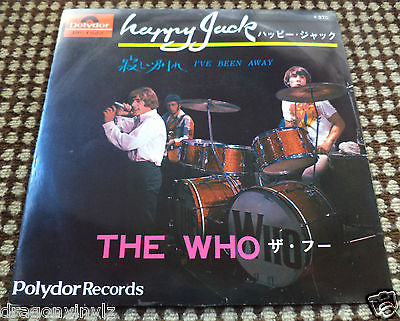 Polydor
happy Jack ハッピー・ジャック
¥370
I'VE BEEN AWAY
WHO
THE WHO ザ・フー
Polydor Records
dragonvinylz